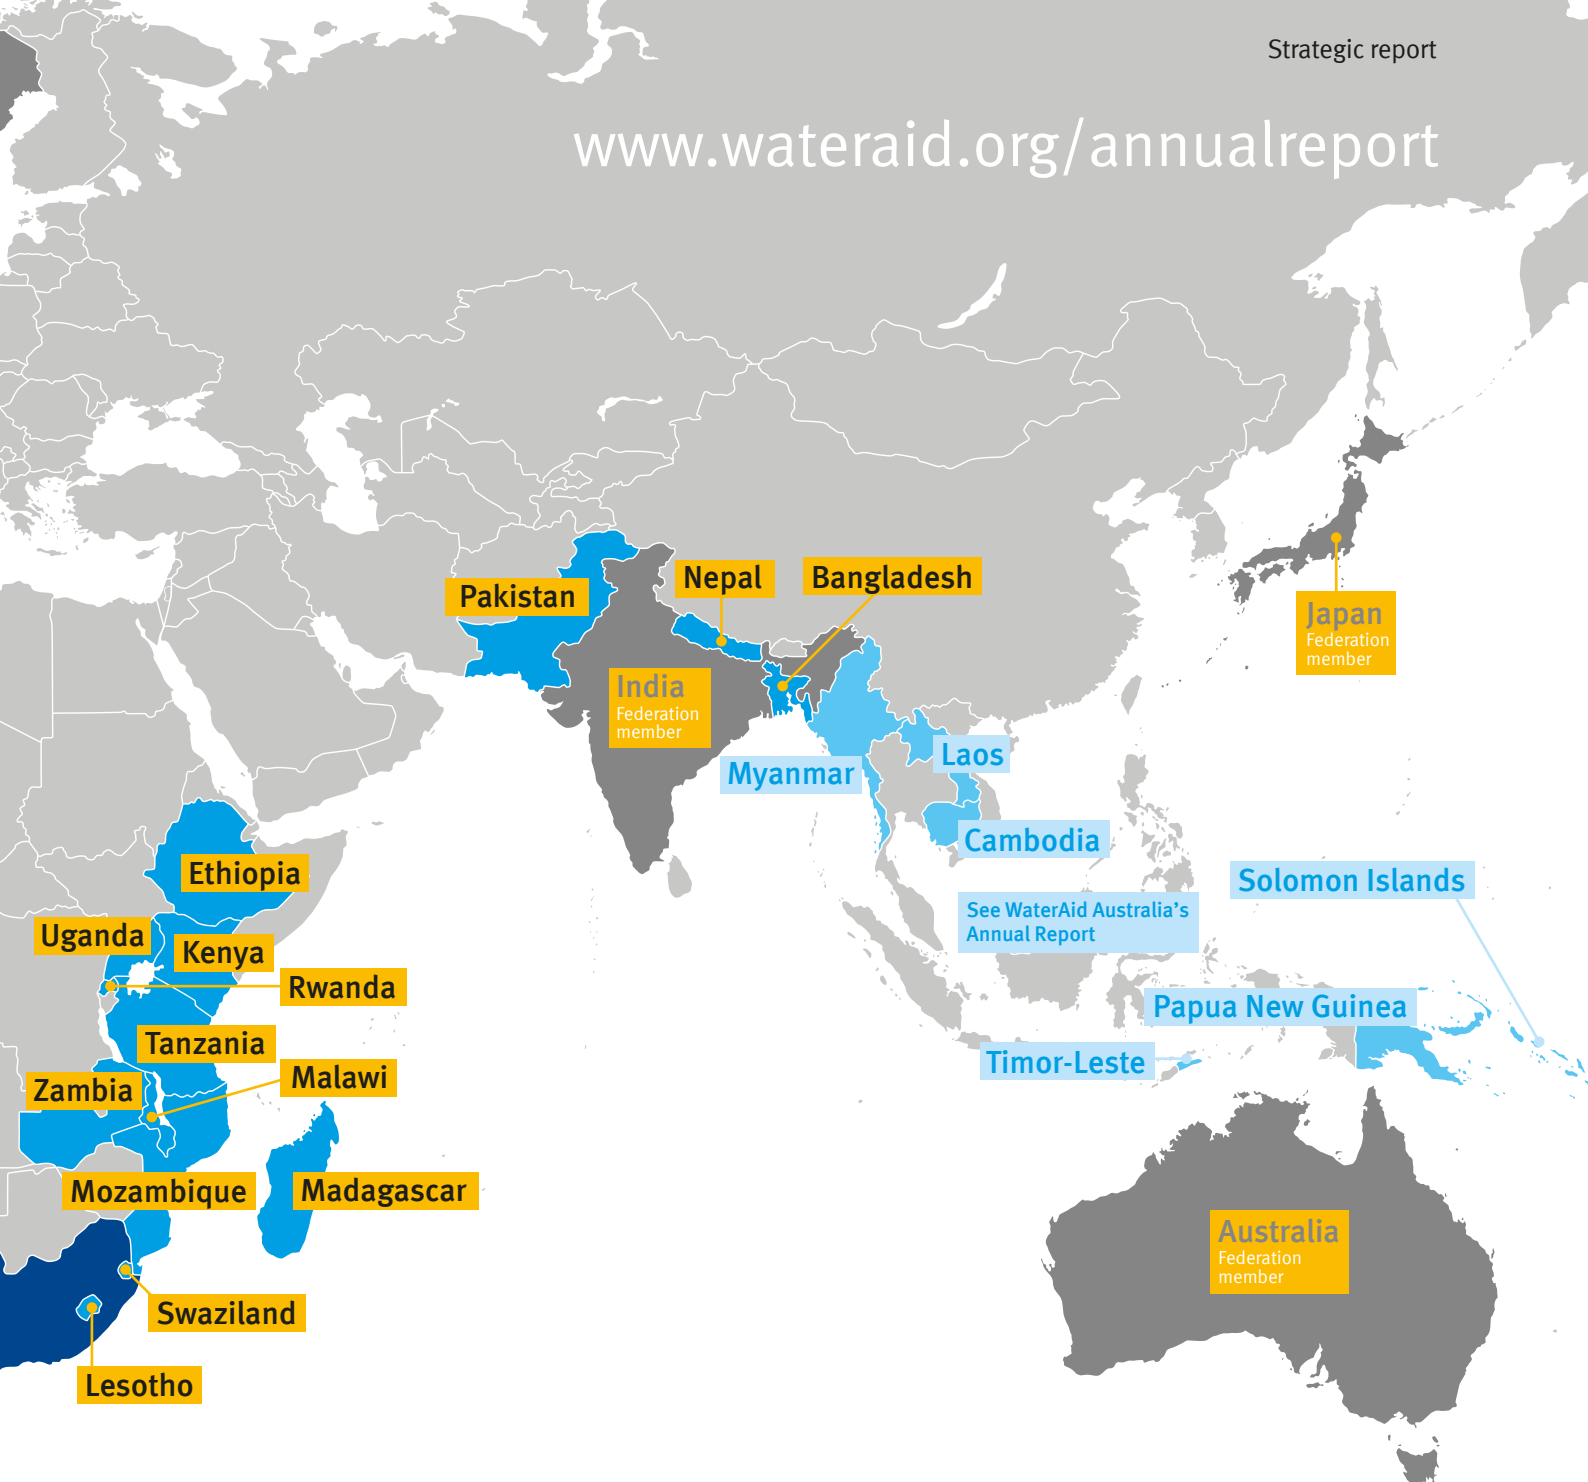 Strategic report
www.wateraid.org/annualreport
Pakistan
Nepal
Bangladesh
Japan
Federation
member
India
Federation
member
Myanmar
Laos
Cambodia
Ethiopia
Solomon Islands
See WaterAid Australia's
Annual Report
Uganda
Kenya
Rwanda
Papua New Guinea
Tanzania
Timor-Leste
Malawi
Zambia
Mozambique
Madagascar
Australia
Federation
member
Swaziland
Lesotho